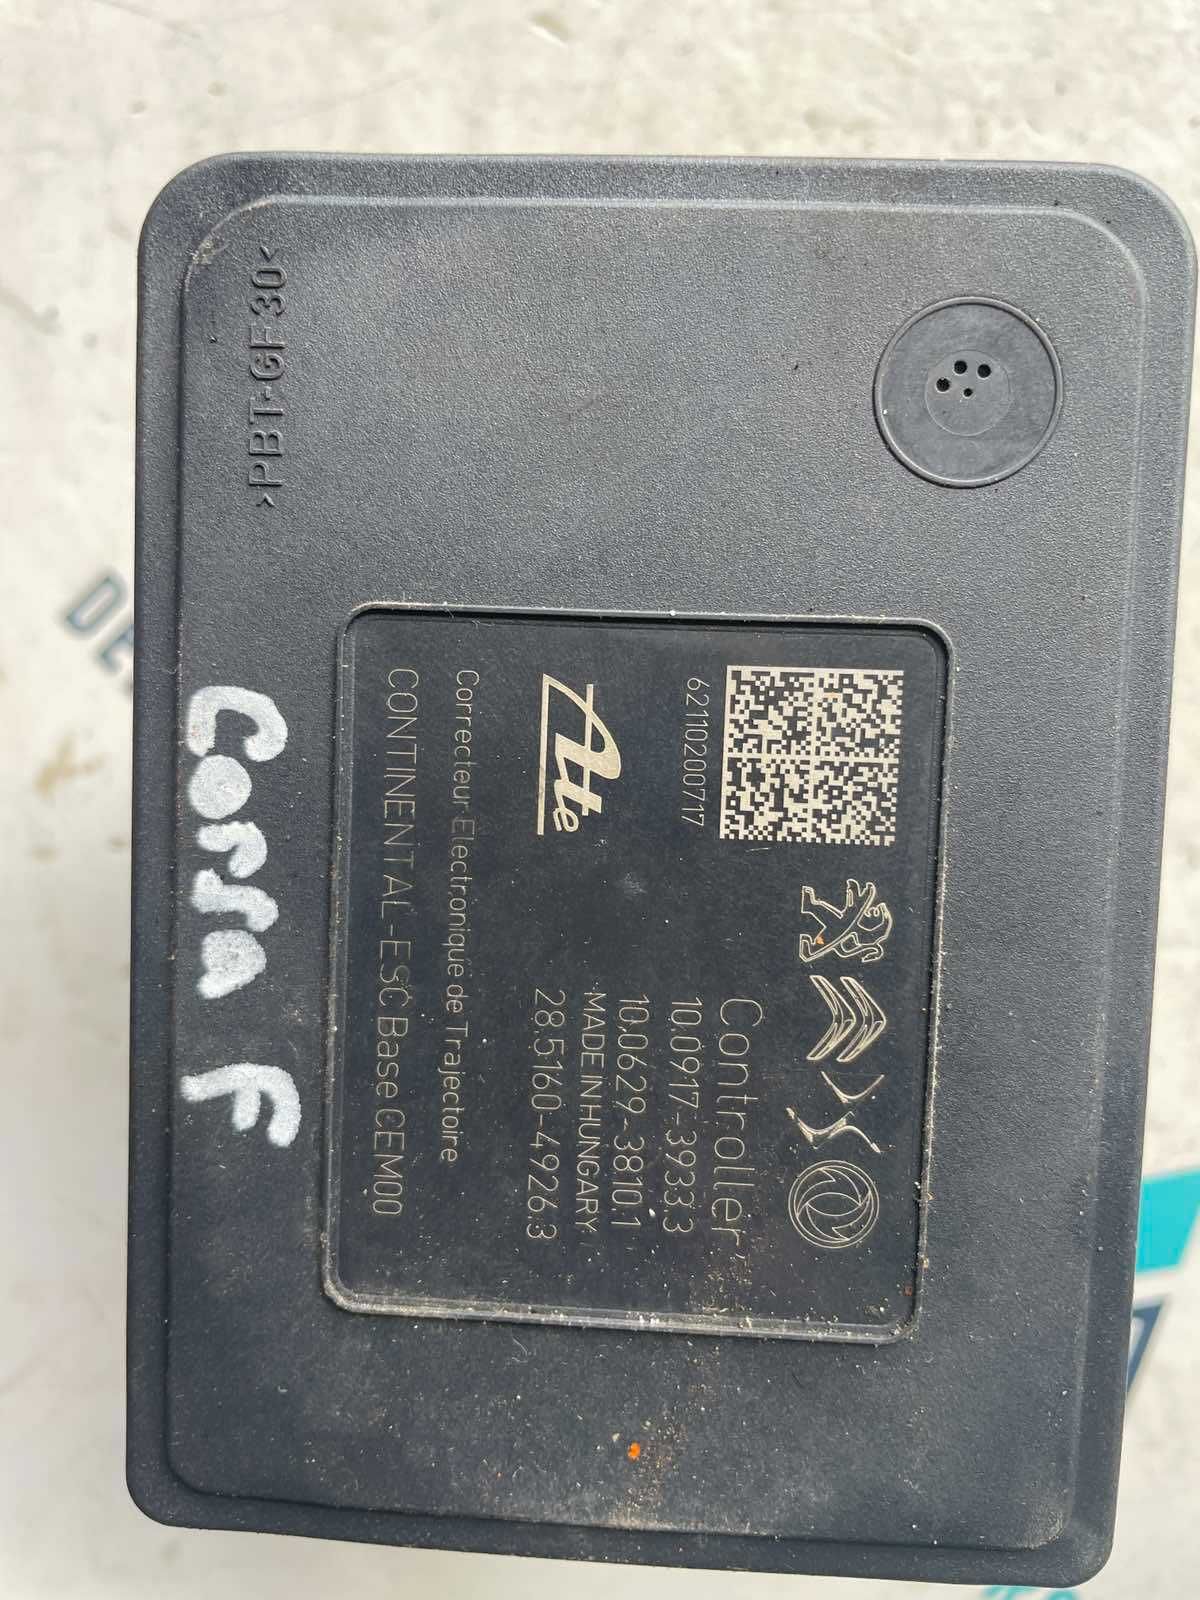 >PBT-GF30<
62110200717
Ate
Controller
10.0917-3933.3
10.0629-3810.1
MADE IN HUNGARY
28.5160-4926.3
Correcteur Electronique de Trajectoire
CONTINENTAL-ESC Base CEM00
Corsa F